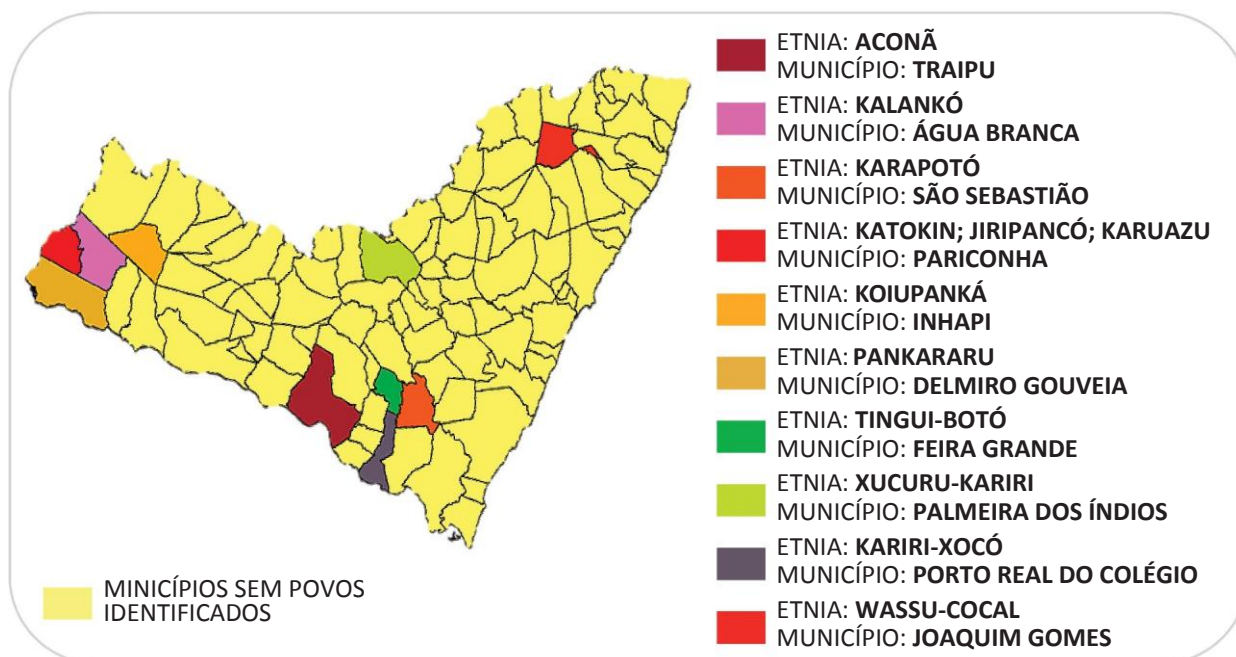 ETNIA: ACONÃ
MUNICÍPIO: TRAIPU
ETNIA: KALANKÓ
MUNICÍPIO: ÁGUA BRANCA
ETNIA: KARAPOTÓ
MUNICÍPIO: SÃO SEBASTIÃO
ETNIA: KATOKIN; JIRIPANCÓ; KARUAZU
MUNICÍPIO: PARICONHA
ETNIA: KOIUPANKÁ
MUNICÍPIO: INHAPI
ETNIA: PANKARARU
MUNICÍPIO: DELMIRO GOUVEIA
ETNIA: TINGUI-BOTÓ
MUNICÍPIO: FEIRA GRANDE
ETNIA: XUCURU-KARIRI
MUNICÍPIO: PALMEIRA DOS ÍNDIOS
ETNIA: KARIRI-XOCÓ
MUNICÍPIO: PORTO REAL DO COLÉGIO
ETNIA: WASSU-COCAL
MUNICÍPIO: JOAQUIM GOMES
MINICÍPIOS SEM POVOS
IDENTIFICADOS